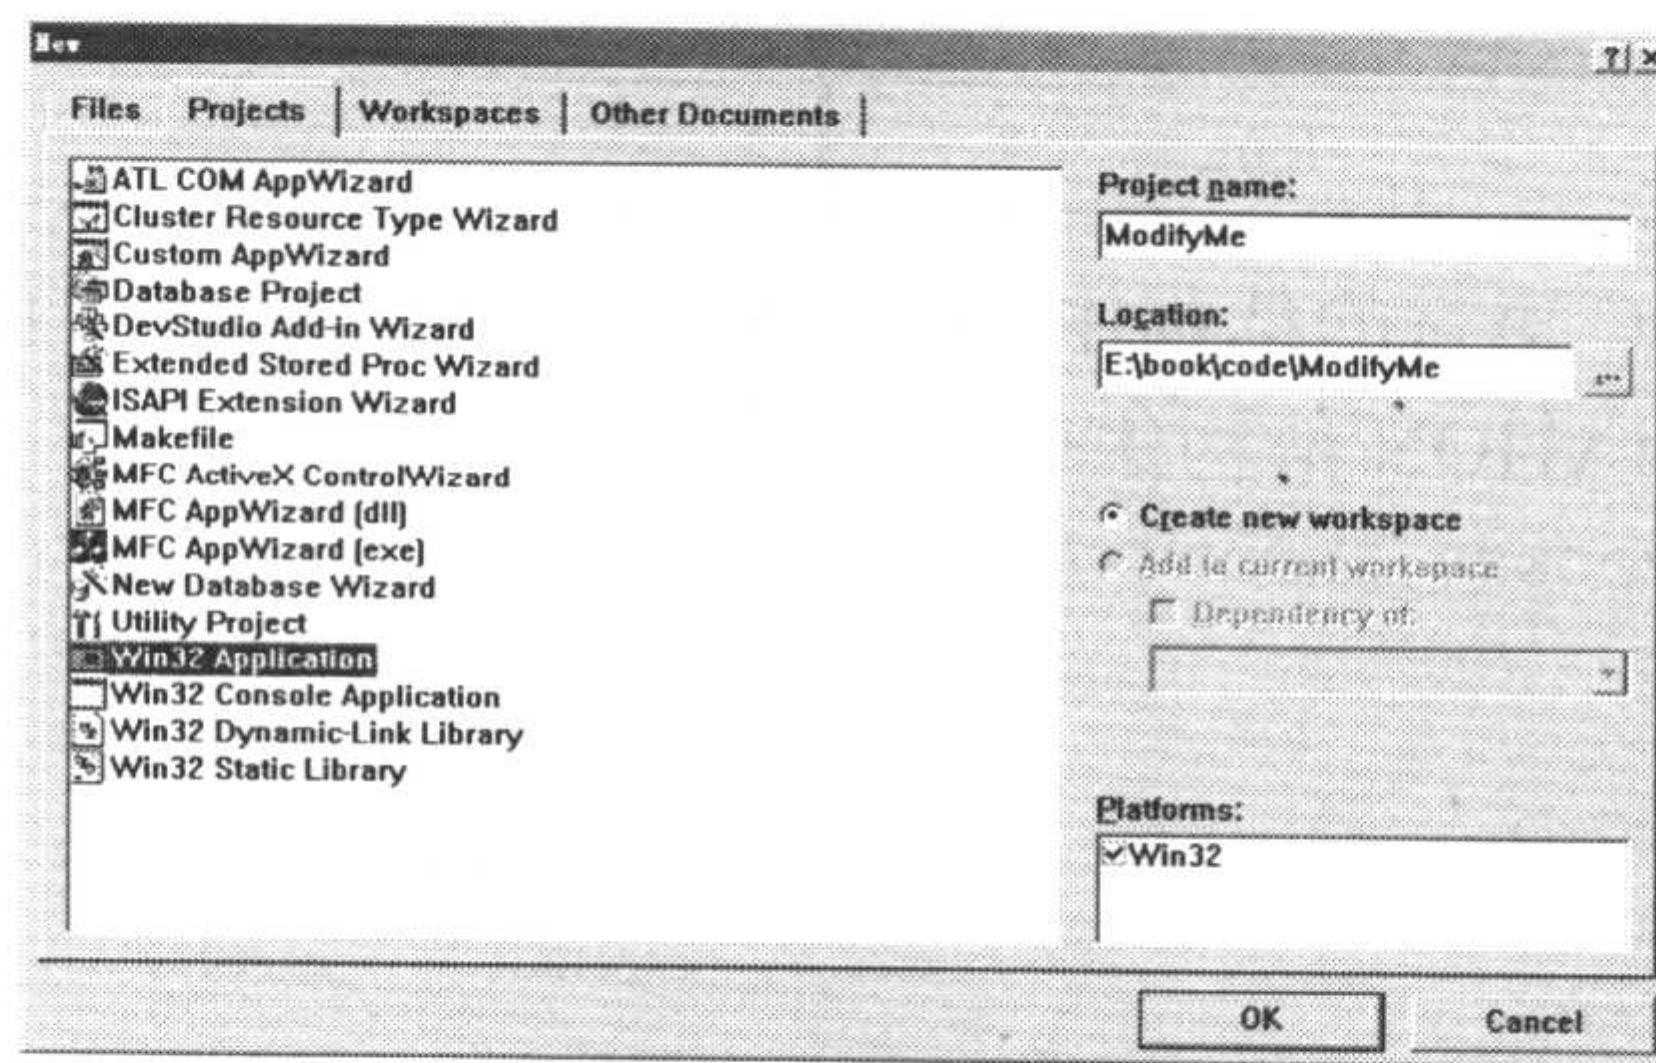 New
Files Projects Workspaces Other Documents
ATL COM AppWizard
Cluster Resource Type Wizard
Custom AppWizard
Database Project
DevStudio Add-in Wizard
Extended Stored Proc Wizard
ISAPI Extension Wizard
Makefile
MFC ActiveX ControlWizard
MFC AppWizard (dll)
MFC AppWizard (exe)
New Database Wizard
Utility Project
Win32 Application
Win32 Console Application
Win32 Dynamic-Link Library
Win32 Static Library
Project name:
ModifyMe
Location:
E:\book\code\ModifyMe
...
Create new workspace
Add to current workspace
Dependency of:
Platforms:
Win32
OK Cancel